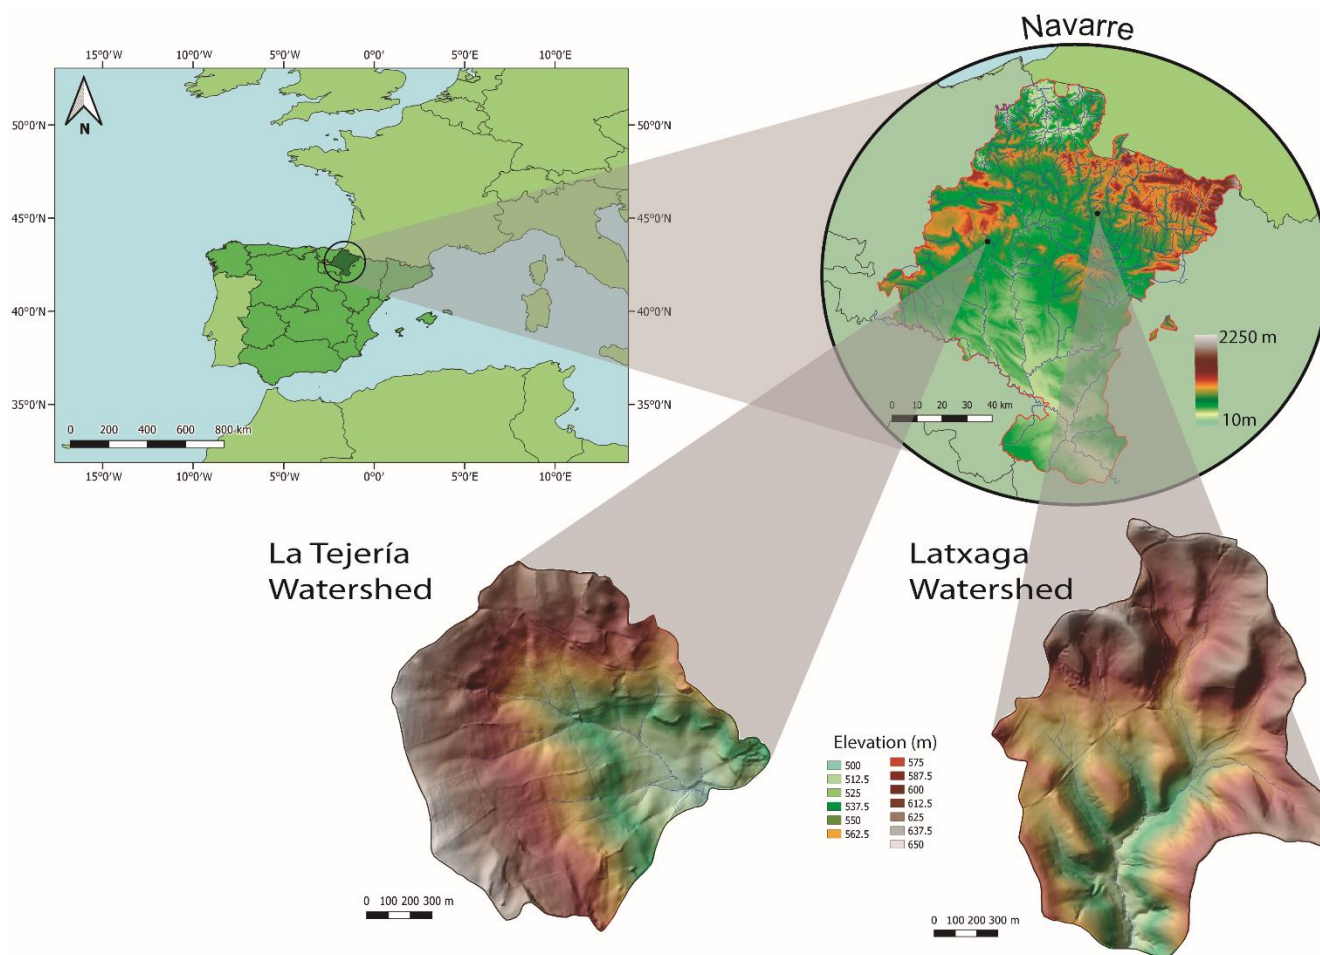 Navarre
15°0'W 10°0'W 5°0'W 0°0' 5°0'E 10°0'E
N
50°0'N 50°0'N
45°0'N 45°0'N
40°0'N 40°0'N
35°0'N 35°0'N
0 200 400 600 800 km
15°0'W 10°0'W 5°0'W 0°0' 5°0'E 10°0'E
2250 m
10m
0 10 20 30 40 km
La Tejería
Watershed
Latxaga
Watershed
Elevation (m)
500 575
512.5 587.5
525 600
537.5 612.5
550 625
562.5 637.5
650
0 100 200 300 m
0 100 200 300 m